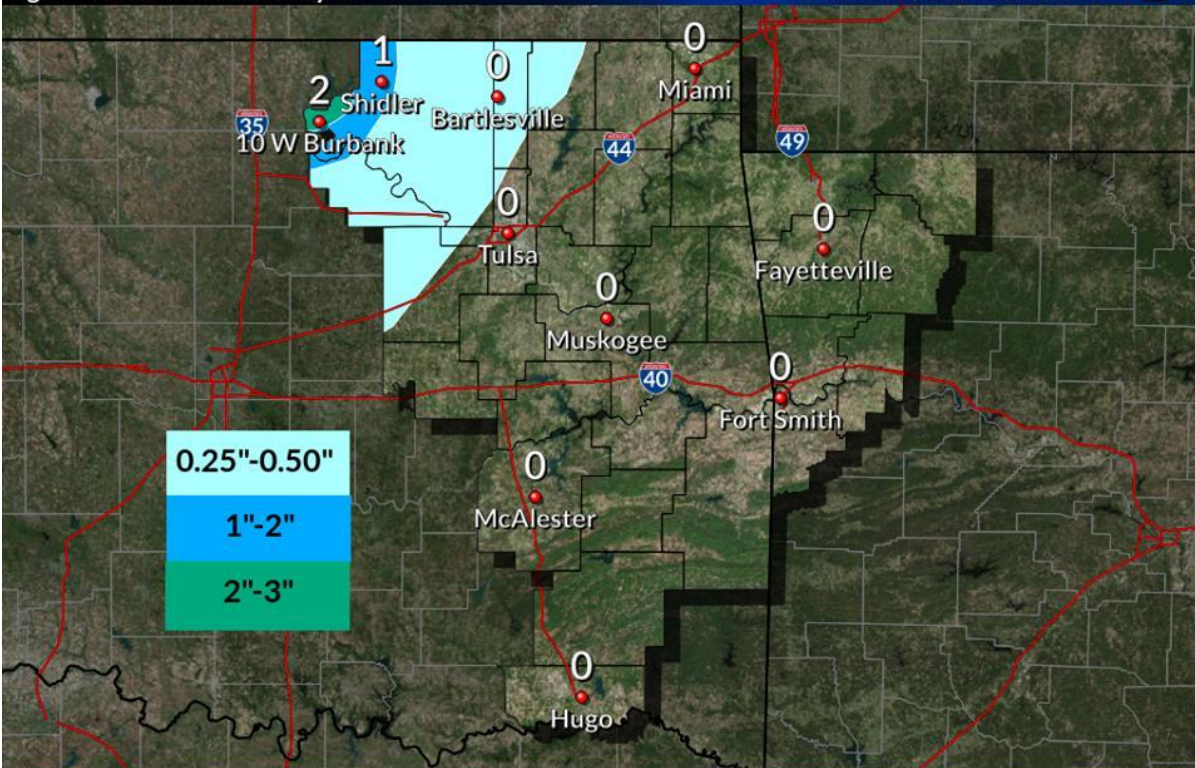 1
0
0
2
Shidler
Miami
35
Bartlesville
10 W Burbank
44
49
0
Tulsa
0
Fayetteville
0
Muskogee
40
0
Fort Smith
0.25"-0.50"
0
1"-2"
McAlester
2"-3"
0
Hugo